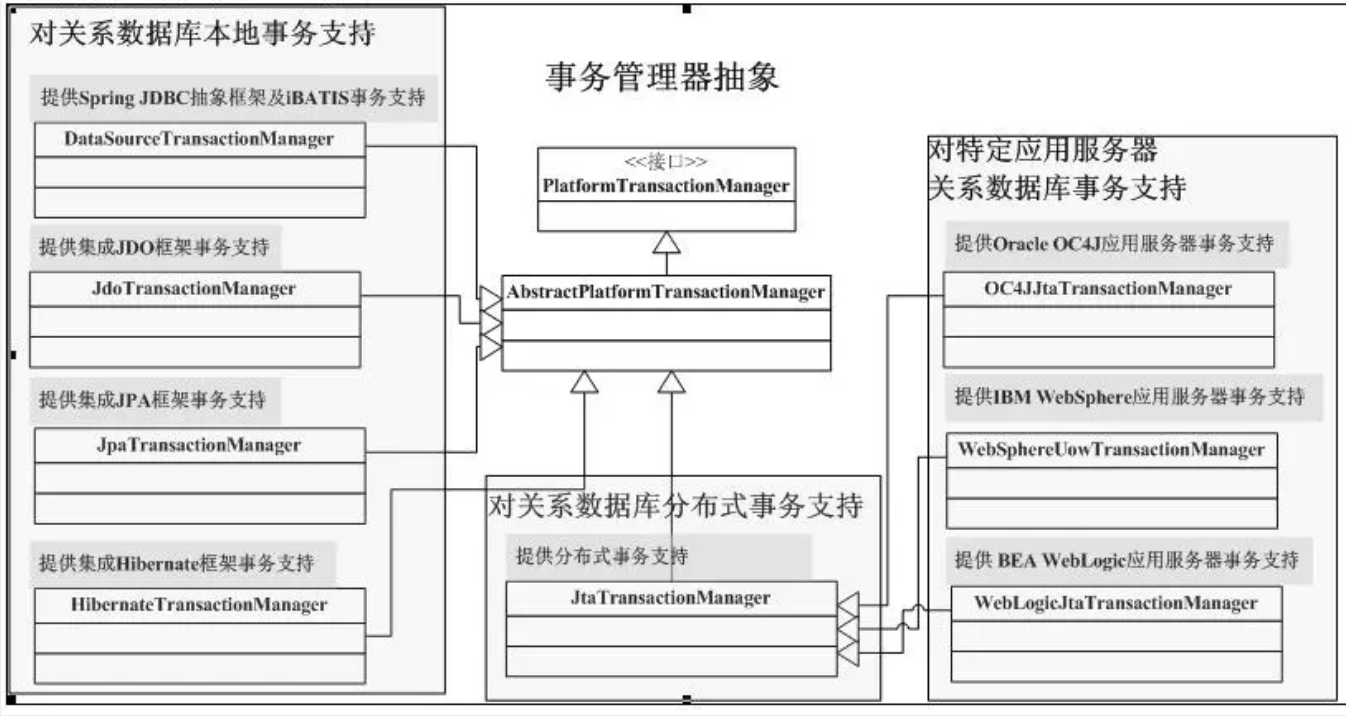 对关系数据库本地事务支持
提供Spring JDBC抽象框架及iBATIS事务支持
DataSourceTransactionManager
提供集成JDO框架事务支持
JdoTransactionManager
提供集成JPA框架事务支持
JpaTransactionManager
提供集成Hibernate框架事务支持
HibernateTransactionManager
事务管理器抽象
<<接口>>
PlatformTransactionManager
AbstractPlatformTransactionManager
对关系数据库分布式事务支持
提供分布式事务支持
JtaTransactionManager
对特定应用服务器
关系数据库事务支持
提供Oracle OC4J应用服务器事务支持
OC4JJtaTransactionManager
提供IBM WebSphere应用服务器事务支持
WebSphereUowTransactionManager
提供 BEA WebLogic应用服务器事务支持
WebLogicJtaTransactionManager